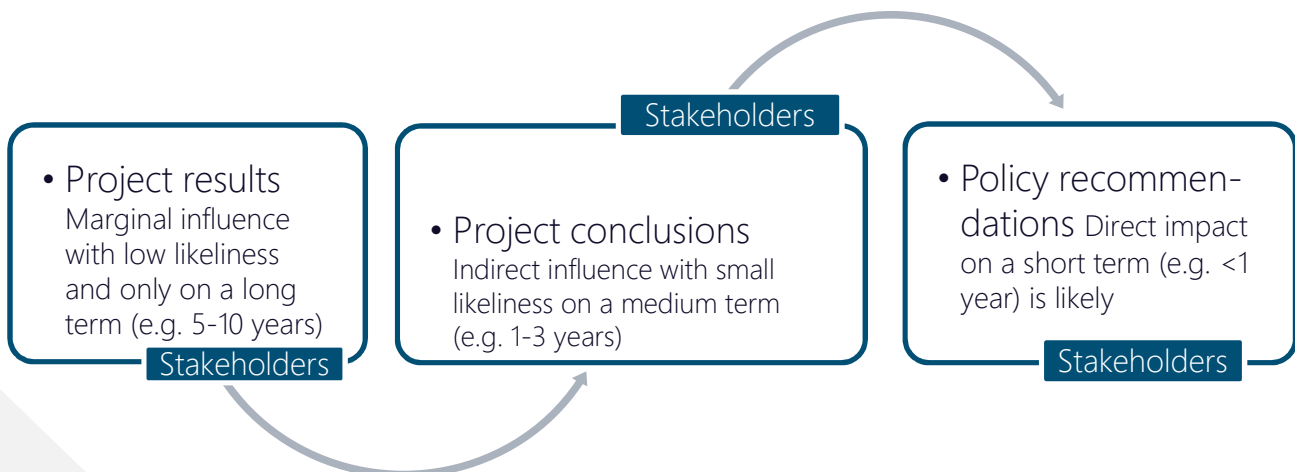 • Project results
Marginal influence
with low likeliness
and only on a long
term (e.g. 5-10 years)
Stakeholders
Stakeholders
• Project conclusions
Indirect influence with small
likeliness on a medium term
(e.g. 1-3 years)
• Policy recommen-
dations Direct impact
on a short term (e.g. <1
year) is likely
Stakeholders